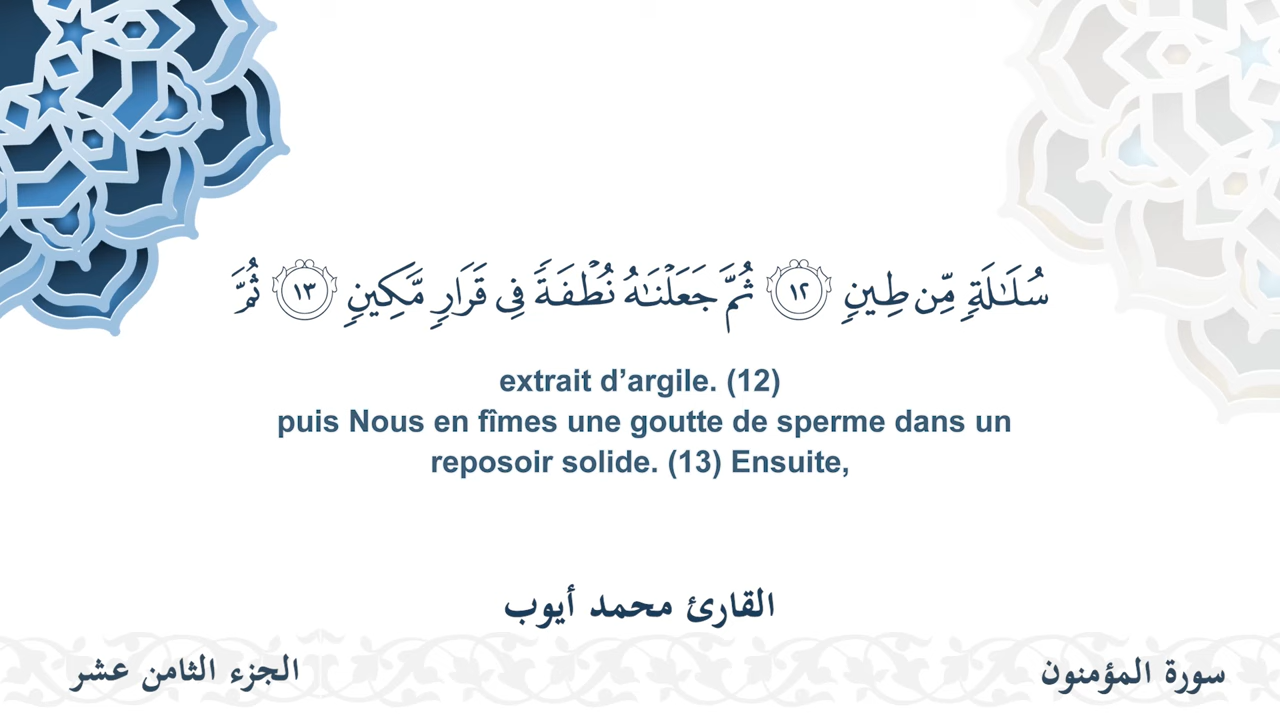 سُلَٰلَةٖ مِّن طِينٖ ١٢ ثُمَّ جَعَلۡنَٰهُ نُطۡفَةٗ فِي قَرَارٖ مَّكِينٖ ١٣ ثُمَّ
extrait d’argile. (12)
puis Nous en fîmes une goutte de sperme dans un
reposoir solide. (13) Ensuite,
القارئ محمد أيوب
سورة المؤمنون
الجزء الثامن عشر